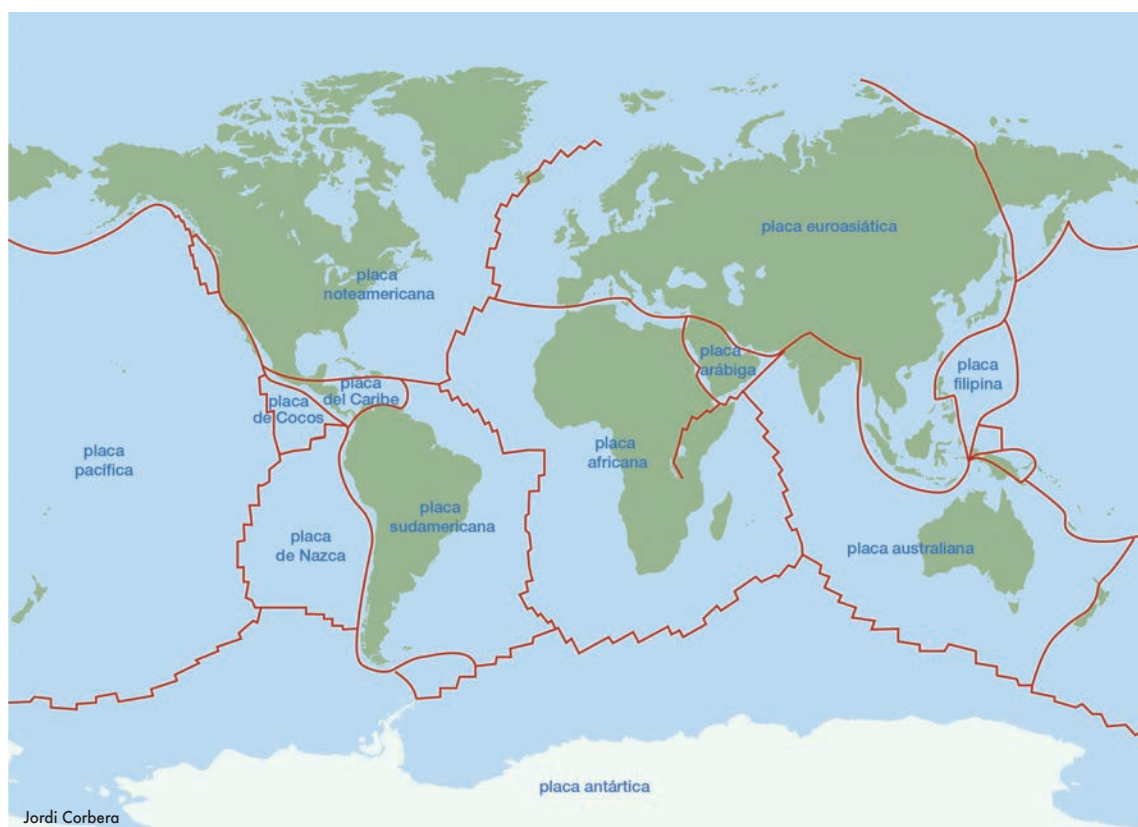 placa euroasiática
placa
noteamericana
placa
arábiga
placa
filipina
placa
del Caribe
placa
de Cocos
placa
pacífica
placa
africana
placa
sudamericana
placa
de Nazca
placa australiana
placa antártica
Jordi Corbera